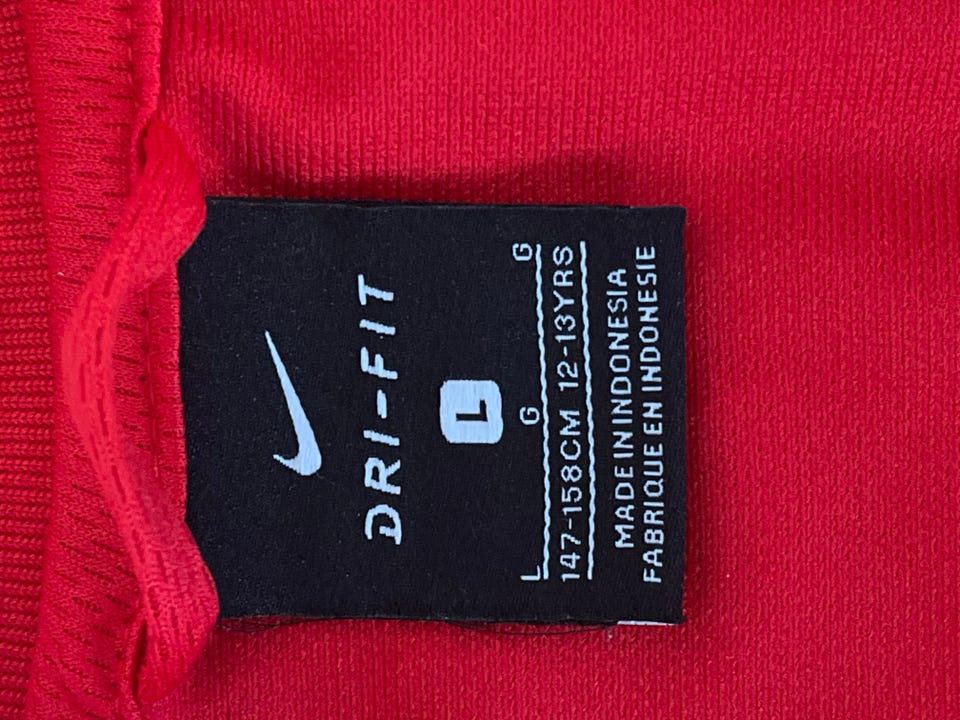 DRI-FIT
L
L G G
147-158CM 12-13YRS
MADE IN INDONESIA
FABRIQUE EN INDONESIE